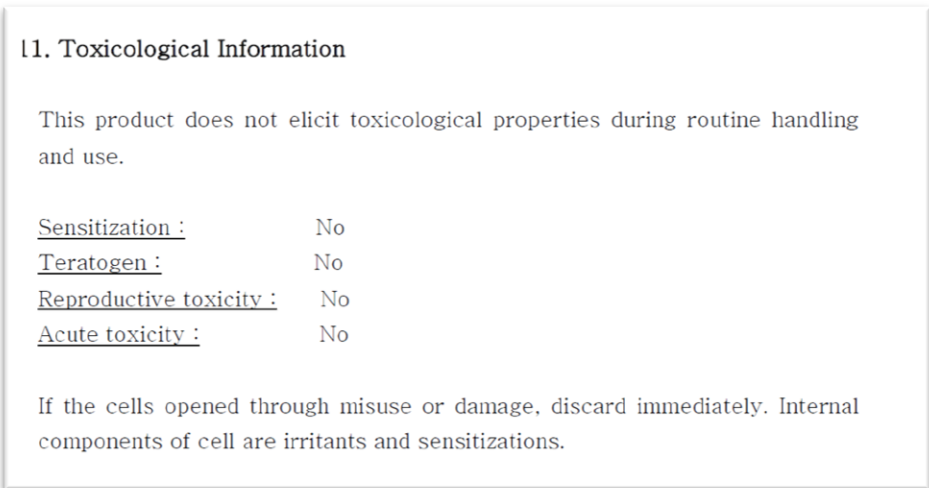 11. Toxicological Information
This product does not elicit toxicological properties during routine handling
and use.
Sensitization : No
Teratogen : No
Reproductive toxicity : No
Acute toxicity : No
If the cells opened through misuse or damage, discard immediately. Internal
components of cell are irritants and sensitizations.